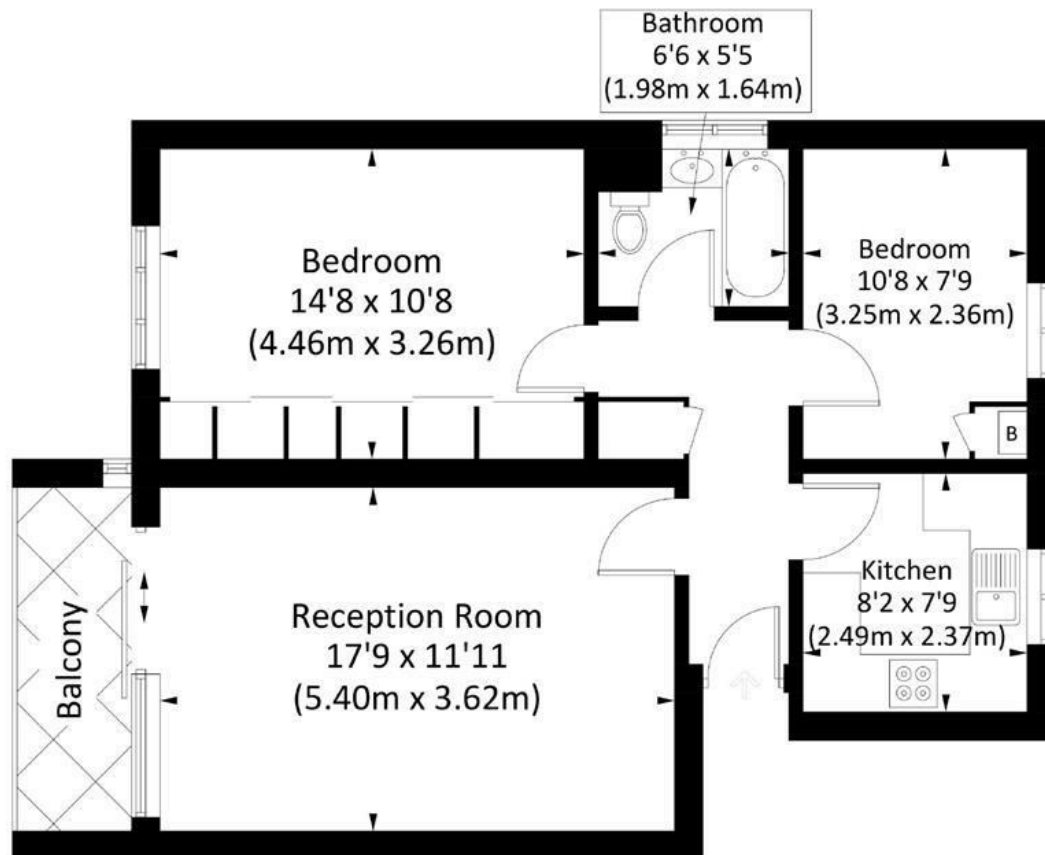 Bathroom
6'6 x 5'5
(1.98m x 1.64m)
Bedroom
14'8 x 10'8
(4.46m x 3.26m)
Bedroom
10'8 x 7'9
(3.25m x 2.36m)
B
Kitchen
8'2 x 7'9
(2.49m x 2.37m)
Reception Room
17'9 x 11'11
(5.40m x 3.62m)
Balcony